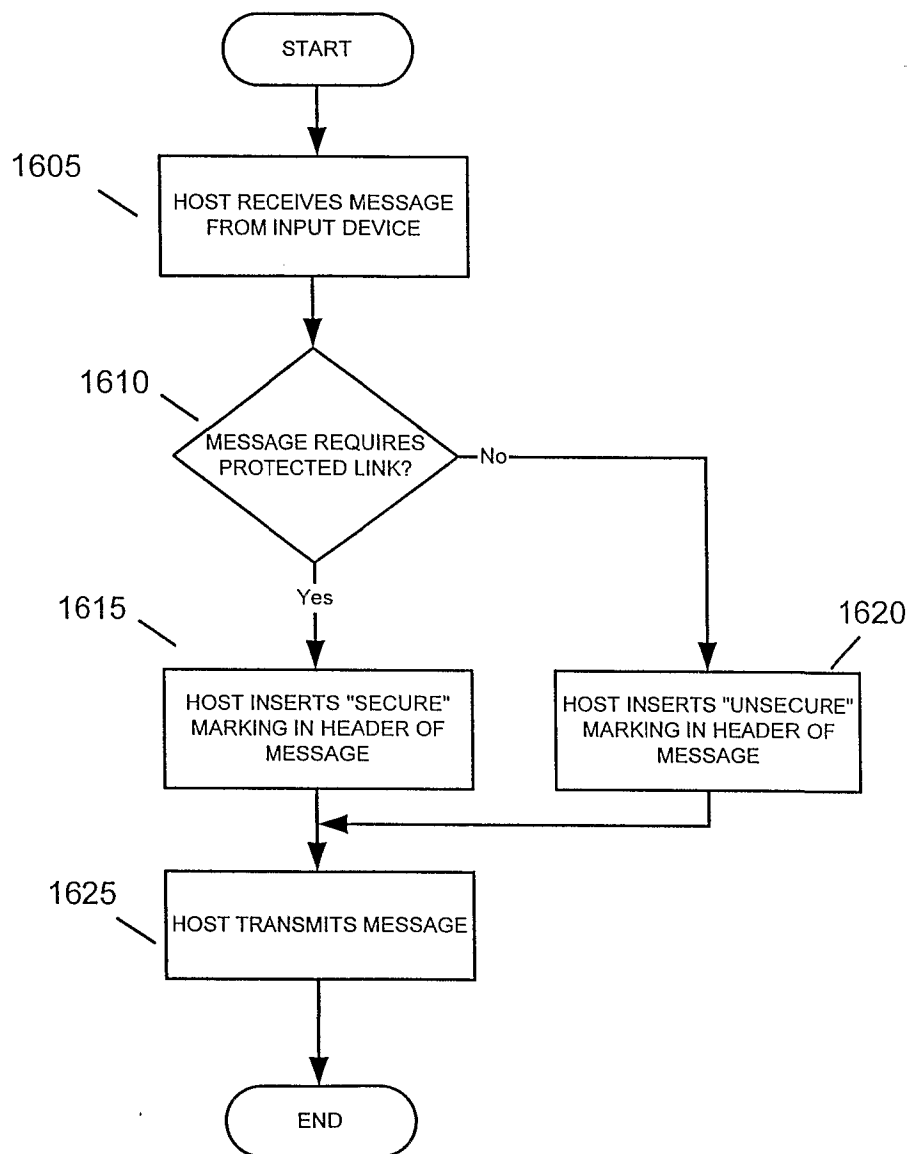 START
1605
HOST RECEIVES MESSAGE
FROM INPUT DEVICE
1610
MESSAGE REQUIRES
PROTECTED LINK?
No
Yes
1615
1620
HOST INSERTS "SECURE"
MARKING IN HEADER OF
MESSAGE
HOST INSERTS "UNSECURE"
MARKING IN HEADER OF
MESSAGE
1625
HOST TRANSMITS MESSAGE
END